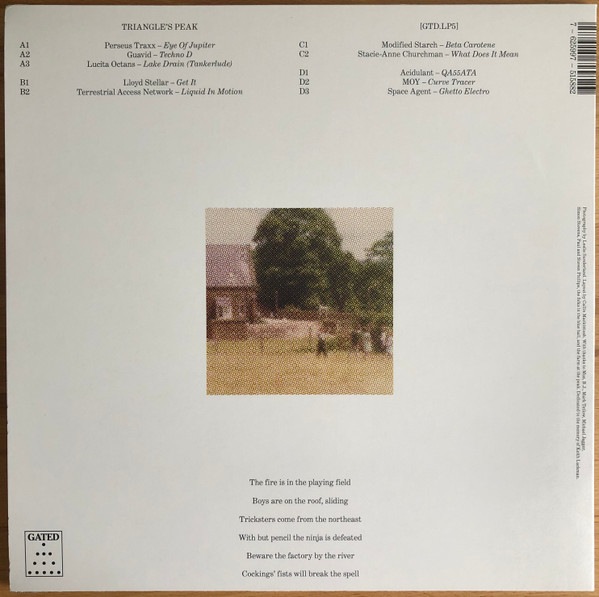 TRIANGLE'S PEAK
[GTD.LP5]
A1 Perseus Traxx – Eye Of Jupiter
A2 Guavid – Techno D
A3 Lucita Octans – Lake Drain (Tankerlude)
B1 Lloyd Stellar – Get It
B2 Terrestrial Access Network – Liquid In Motion
C1 Modified Starch – Beta Carotene
C2 Stacie-Anne Churchman – What Does It Mean
D1 Acidulant – QA55ATA
D2 MOY – Curve Tracer
D3 Space Agent – Ghetto Electro
7 625997 515882
The fire is in the playing field
Boys are on the roof, sliding
Tricksters come from the northeast
With but pencil the ninja is defeated
Beware the factory by the river
Cockings' fists will break the spell
GATED